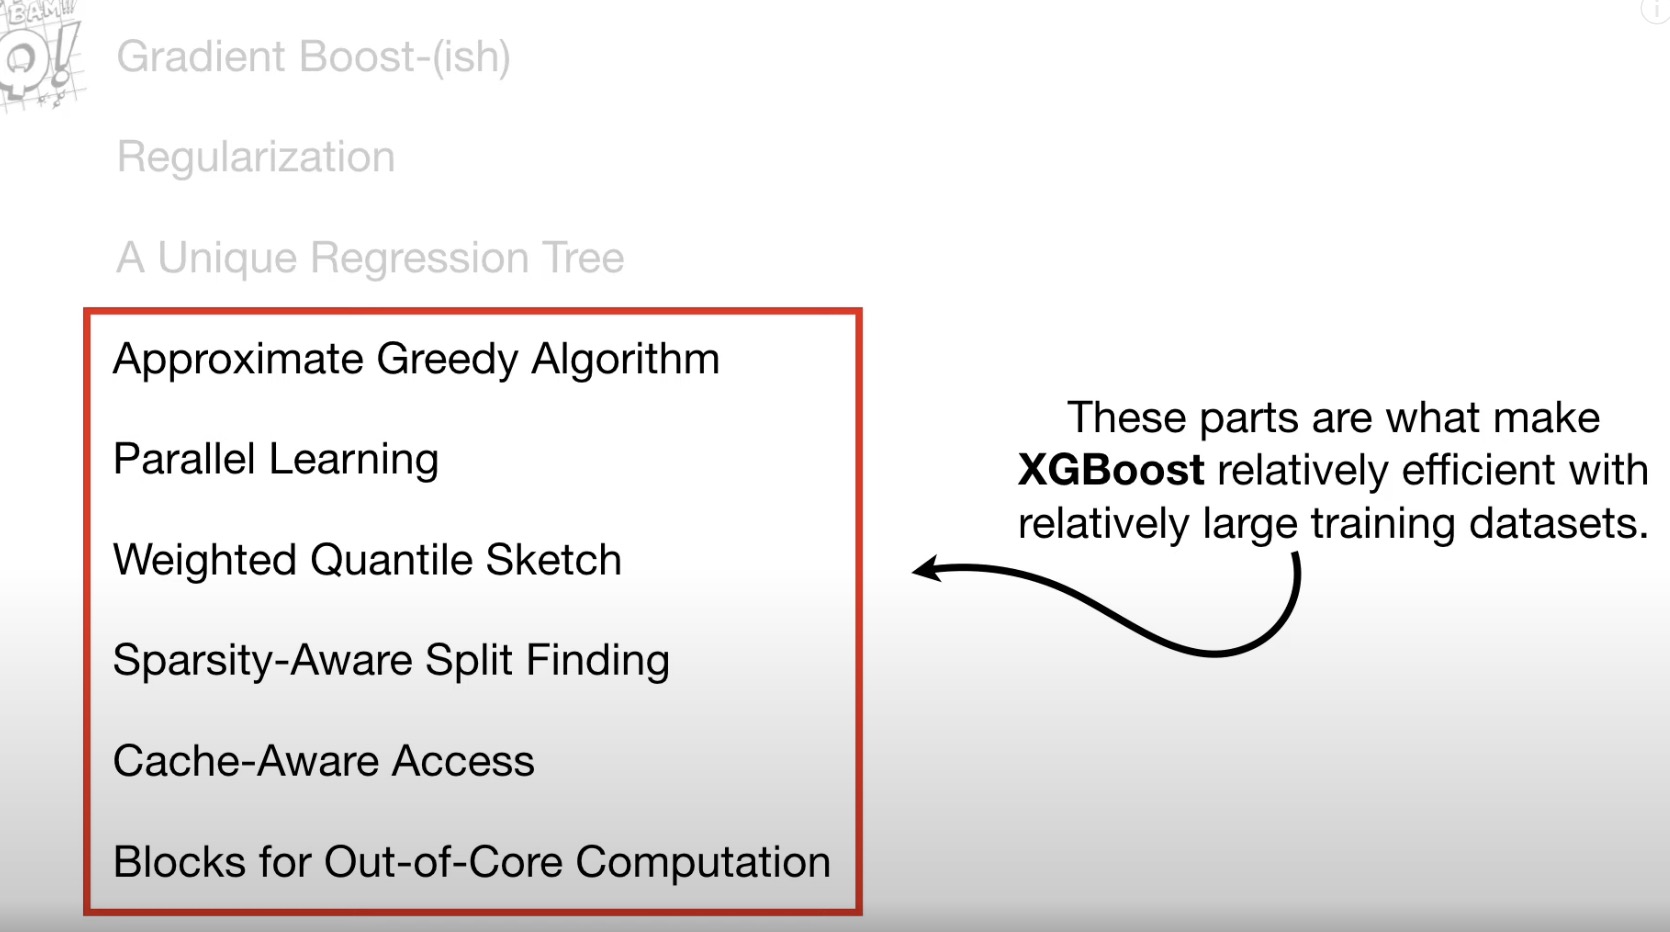 BAM!!!
Q!
Gradient Boost-(ish)
Regularization
A Unique Regression Tree
Approximate Greedy Algorithm
Parallel Learning
Weighted Quantile Sketch
Sparsity-Aware Split Finding
Cache-Aware Access
Blocks for Out-of-Core Computation
These parts are what make
XGBoost relatively efficient with
relatively large training datasets.